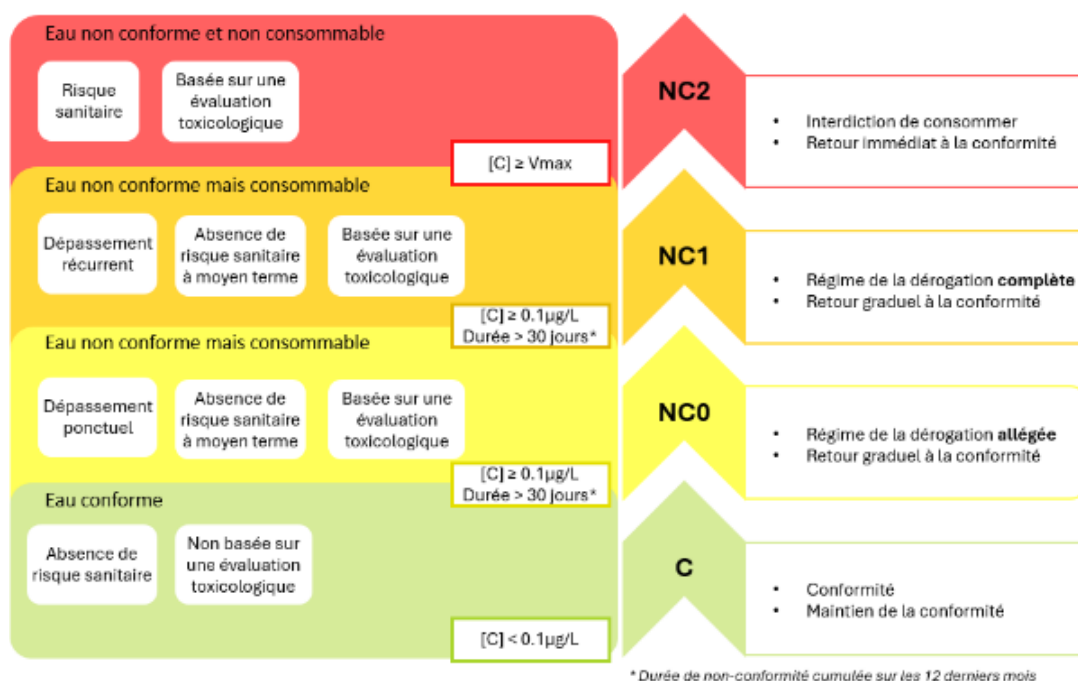 Eau non conforme et non consommable
Risque
sanitaire
Basée sur une
évaluation
toxicologique
[C] ≥ Vmax
NC2
• Interdiction de consommer
• Retour immédiat à la conformité
Eau non conforme mais consommable
Dépassement
récurrent
Absence de
risque sanitaire
à moyen terme
Basée sur une
évaluation
toxicologique
[C] ≥ 0.1µg/L
Durée > 30 jours*
NC1
• Régime de la dérogation complète
• Retour graduel à la conformité
Eau non conforme mais consommable
Dépassement
ponctuel
Absence de
risque sanitaire
à moyen terme
Basée sur une
évaluation
toxicologique
[C] ≥ 0.1µg/L
Durée > 30 jours*
NC0
• Régime de la dérogation allégée
• Retour graduel à la conformité
Eau conforme
Absence de
risque sanitaire
Non basée sur
une évaluation
toxicologique
[C] < 0.1µg/L
C
• Conformité
• Maintien de la conformité
* Durée de non-conformité cumulée sur les 12 derniers mois